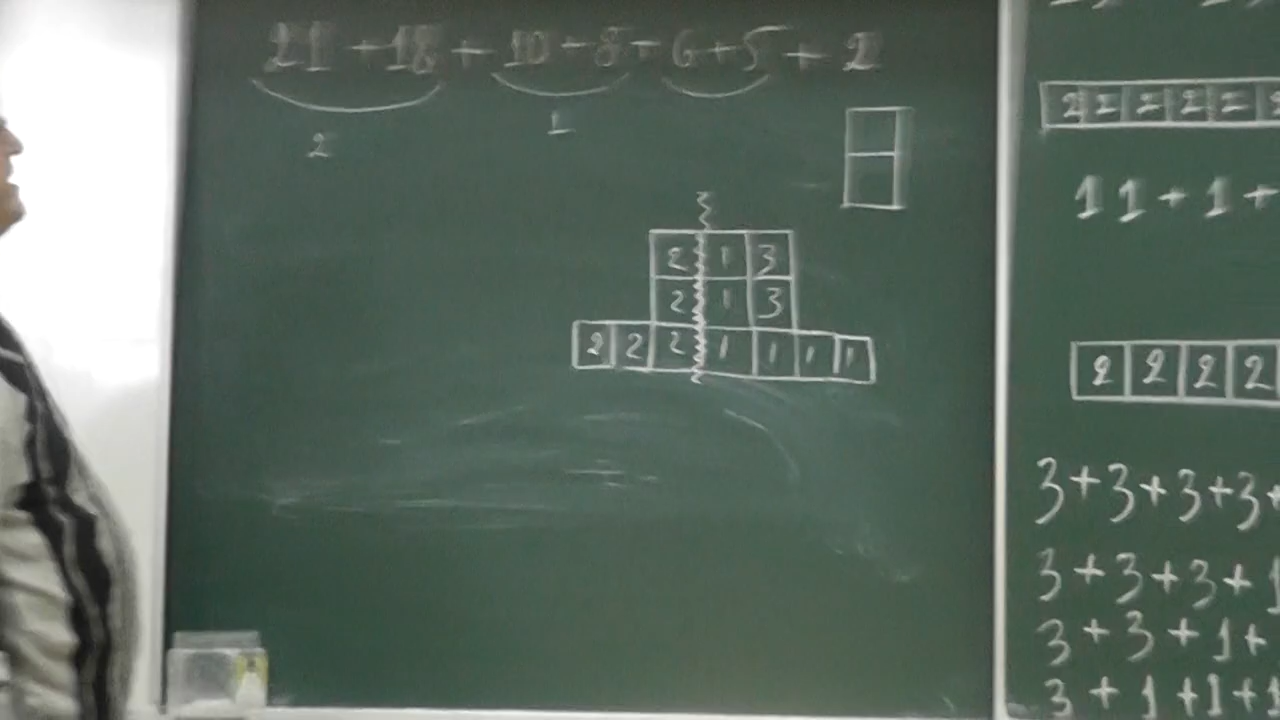 21 + 18 + 10 + 8 + 6 + 5 + 2
2 1
2 1 3
2 1 3
2 2 2 1 1 1 1
2 2 2 2 2
1 1 + 1 +
2 2 2 2
3 + 3 + 3 + 3 +
3 + 3 + 3 + 1
3 + 3 + 1 +
3 + 1 + 1 + 1